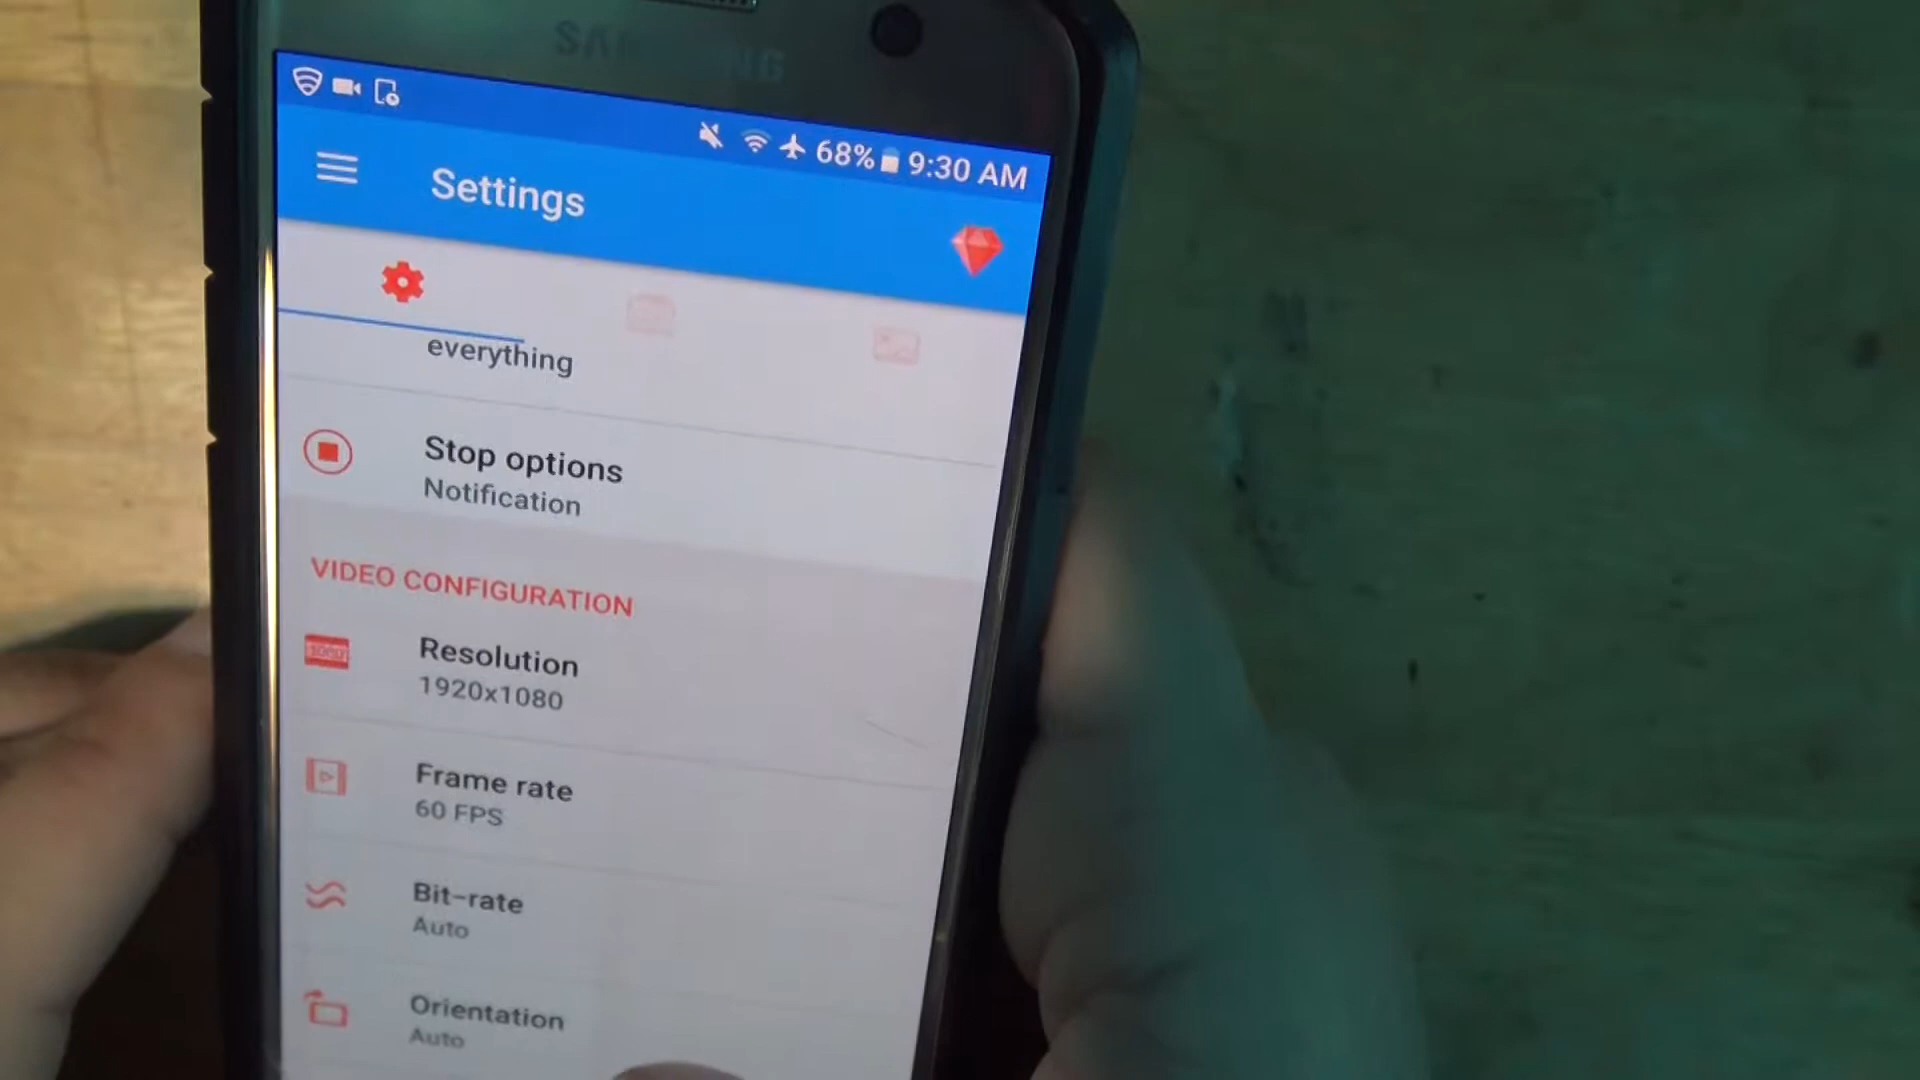 SAMSUNG
68% 9:30 AM
Settings
everything
Stop options
Notification
VIDEO CONFIGURATION
Resolution
1920x1080
Frame rate
60 FPS
Bit-rate
Auto
Orientation
Auto